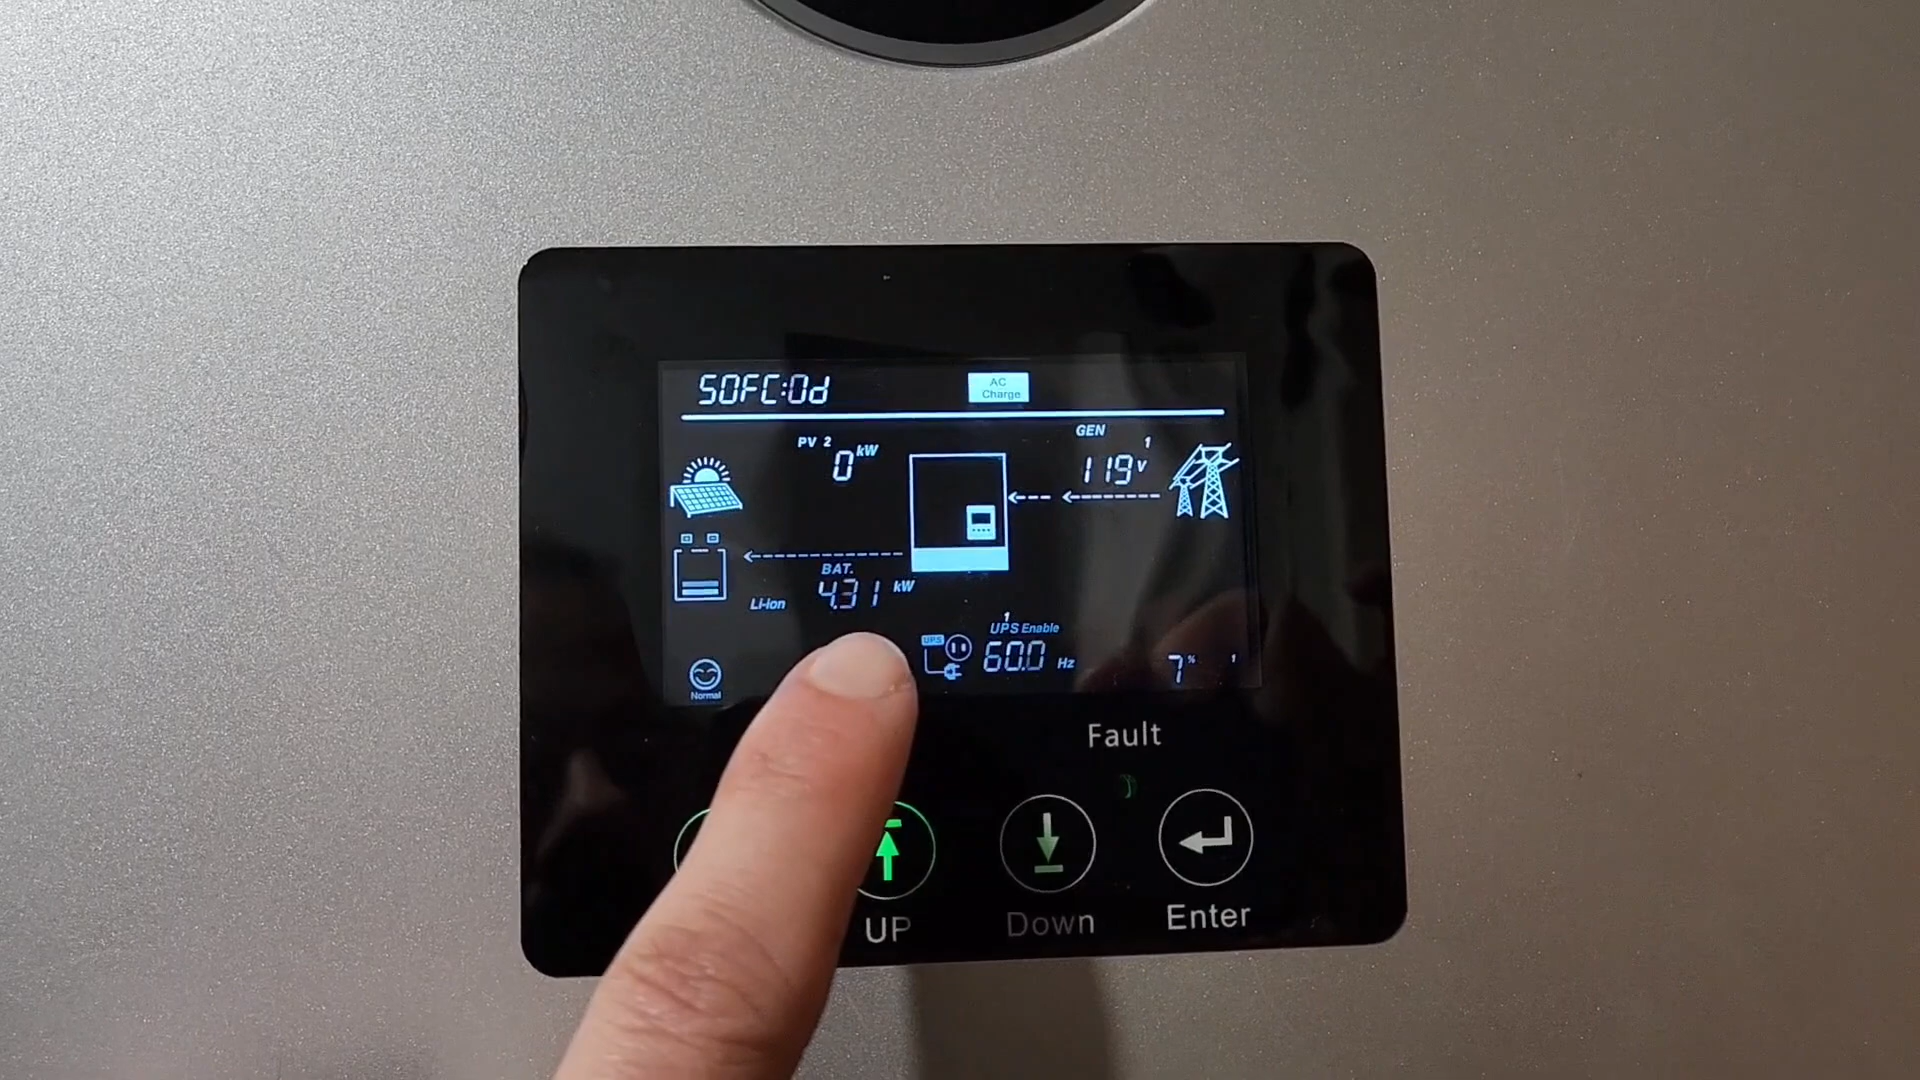 SOFC:0d
AC
Charge
PV 2
0 kW
GEN
1
119 V
BAT.
4.31 kW
Li-ion
1
UPS Enable
UPS
60.0 Hz
7 % 1
Normal
Fault
UP
Down
Enter